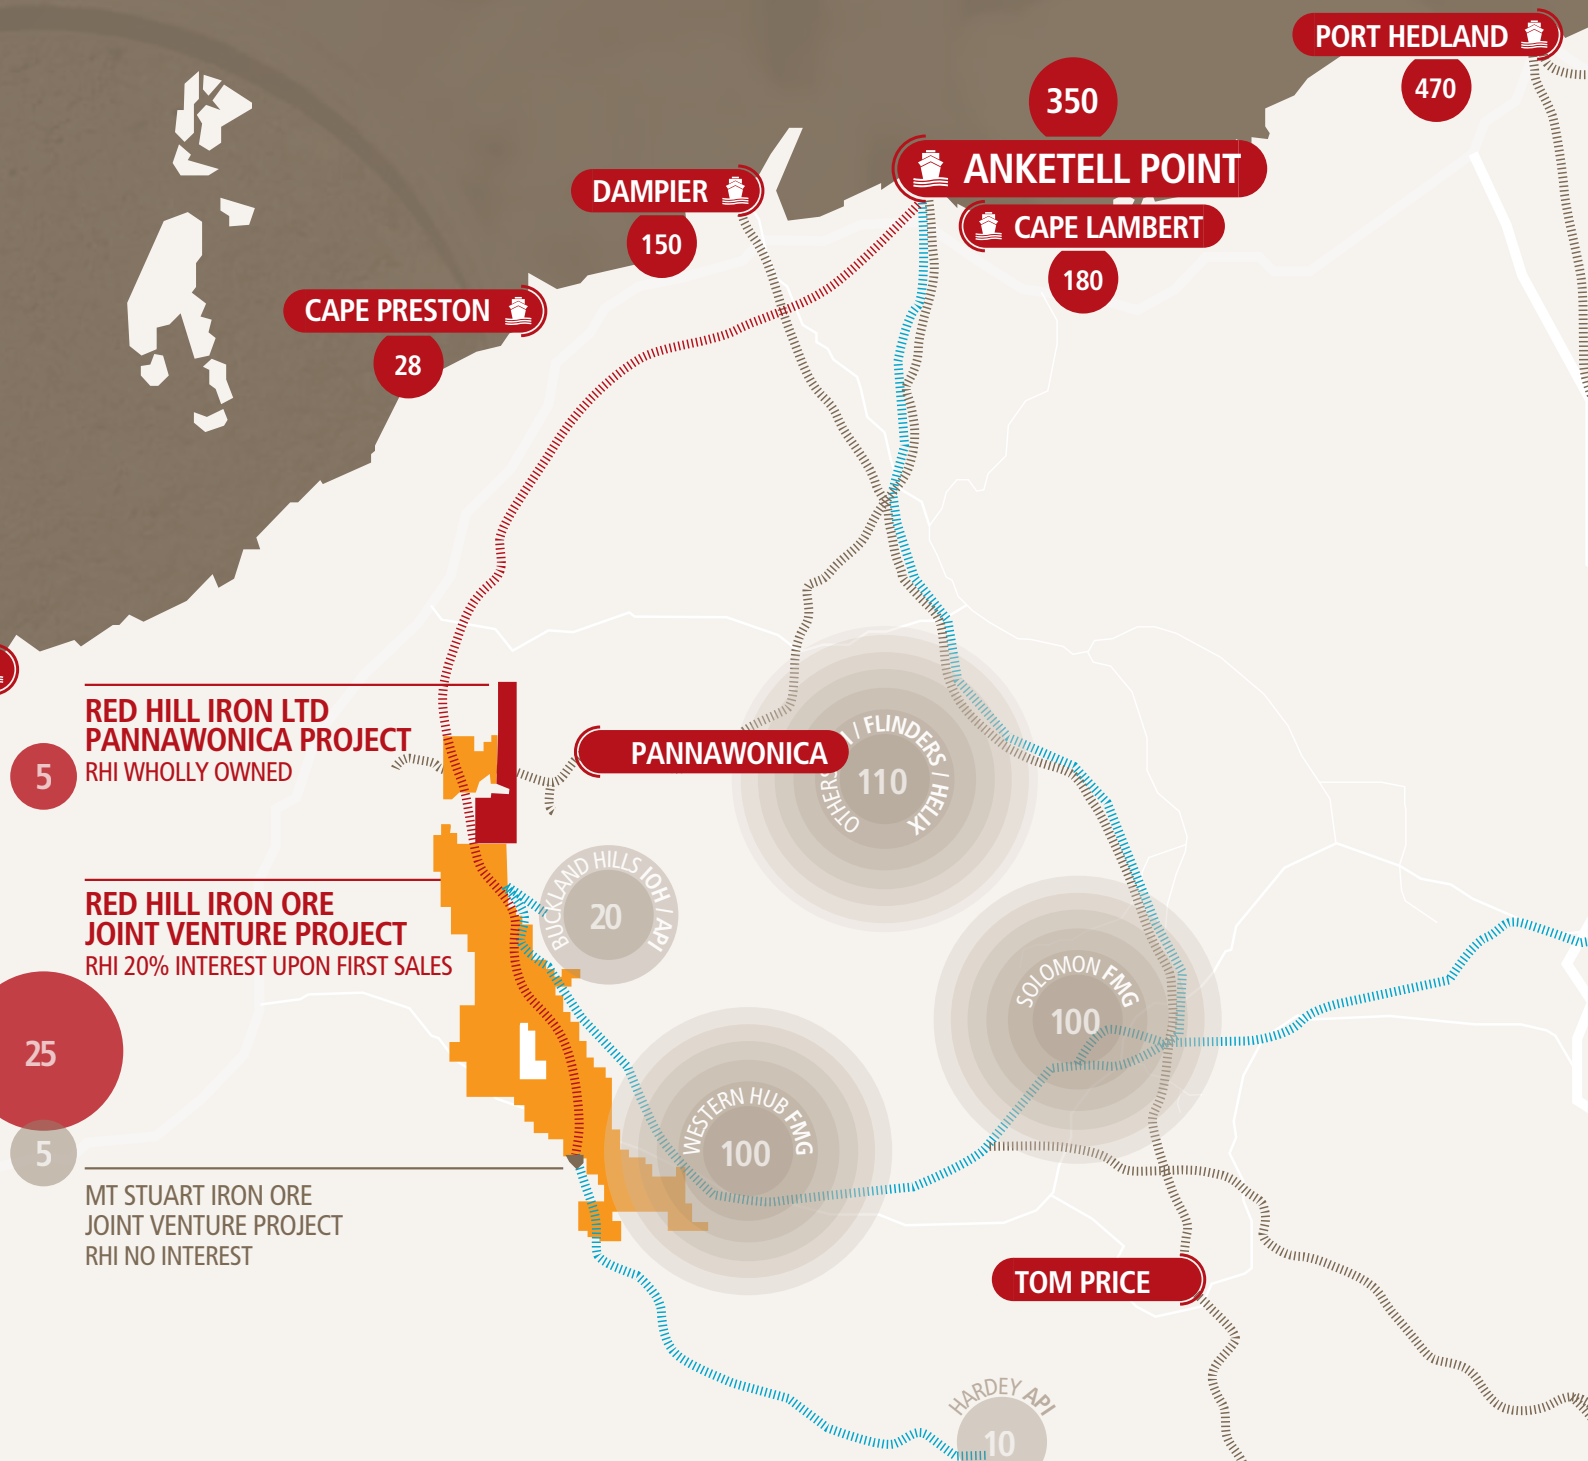 PORT HEDLAND
470
350
ANKETELL POINT
DAMPIER
150
CAPE LAMBERT
180
CAPE PRESTON
28
RED HILL IRON LTD
PANNAWONICA PROJECT
RHI WHOLLY OWNED
5
PANNAWONICA
/ FLINDERS / HELIX
110
BUCKLAND HILLS IOH / API
20
RED HILL IRON ORE
JOINT VENTURE PROJECT
RHI 20% INTEREST UPON FIRST SALES
25
SOLOMON FMG
100
WESTERN HUB FMG
100
5
MT STUART IRON ORE
JOINT VENTURE PROJECT
RHI NO INTEREST
TOM PRICE
HARDEY API
10